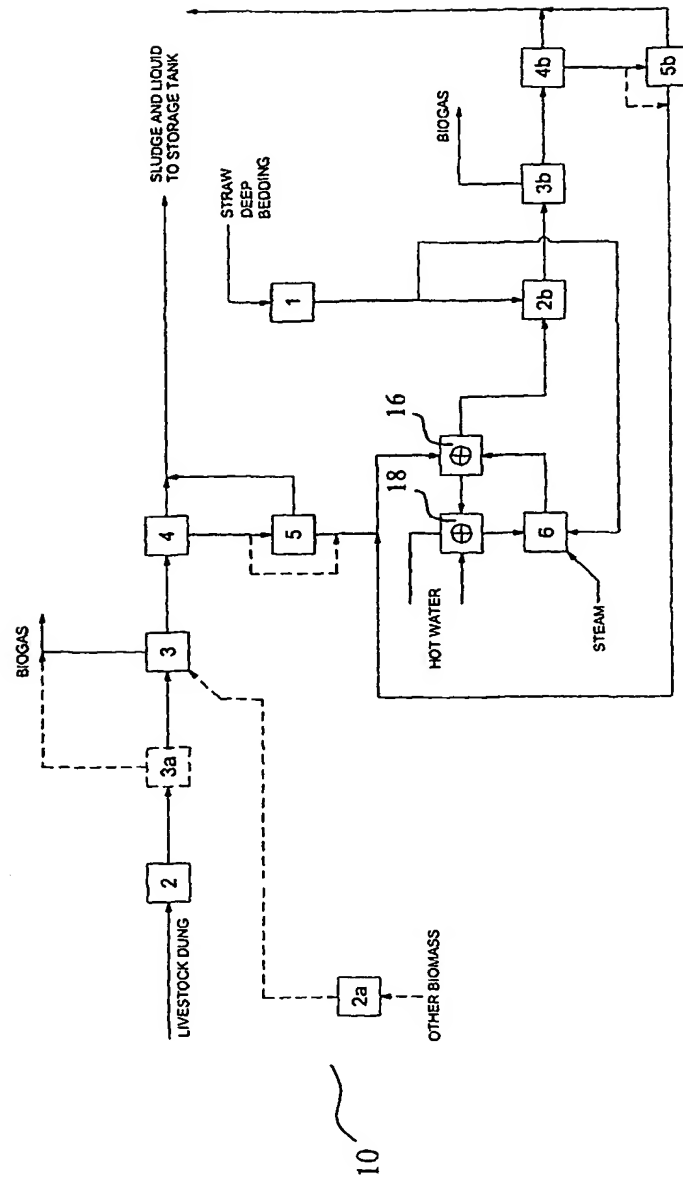 SLUDGE AND LIQUID
TO STORAGE TANK
STRAW
DEEP
BEDDING
BIOGAS
BIOGAS
1
2
3a
3
4
4b
5
5b
3b
2b
16
18
6
HOT WATER
STEAM
LIVESTOCK DUNG
2a
OTHER BIOMASS
10